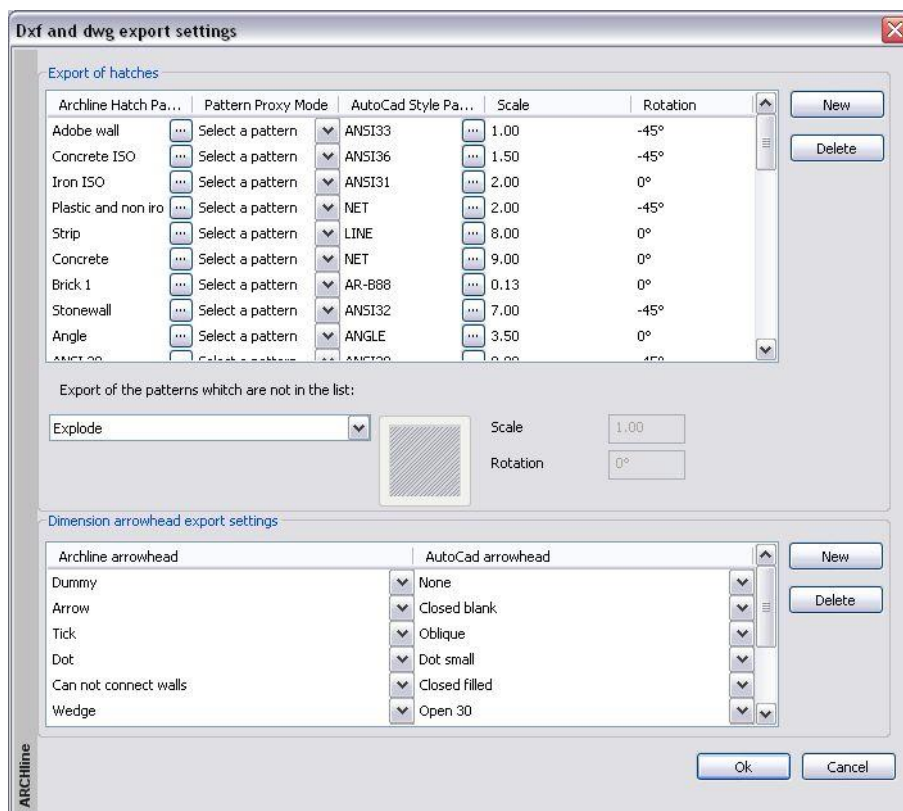 Dxf and dwg export settings
Export of hatches
Archline Hatch Pa... Pattern Proxy Mode AutoCad Style Pa... Scale Rotation
Adobe wall ... Select a pattern ANSI33 ... 1.00 -45°
Concrete ISO ... Select a pattern ANSI36 ... 1.50 -45°
Iron ISO ... Select a pattern ANSI31 ... 2.00 0°
Plastic and non iro ... Select a pattern NET ... 2.00 -45°
Strip ... Select a pattern LINE ... 8.00 0°
Concrete ... Select a pattern NET ... 9.00 0°
Brick 1 ... Select a pattern AR-B88 ... 0.13 0°
Stonewall ... Select a pattern ANSI32 ... 7.00 -45°
Angle ... Select a pattern ANGLE ... 3.50 0°
New
Delete
Export of the patterns whitch are not in the list:
Explode
Scale 1.00
Rotation 0°
Dimension arrowhead export settings
Archline arrowhead AutoCad arrowhead
Dummy None
Arrow Closed blank
Tick Oblique
Dot Dot small
Can not connect walls Closed filled
Wedge Open 30
New
Delete
Ok Cancel
ARCHline